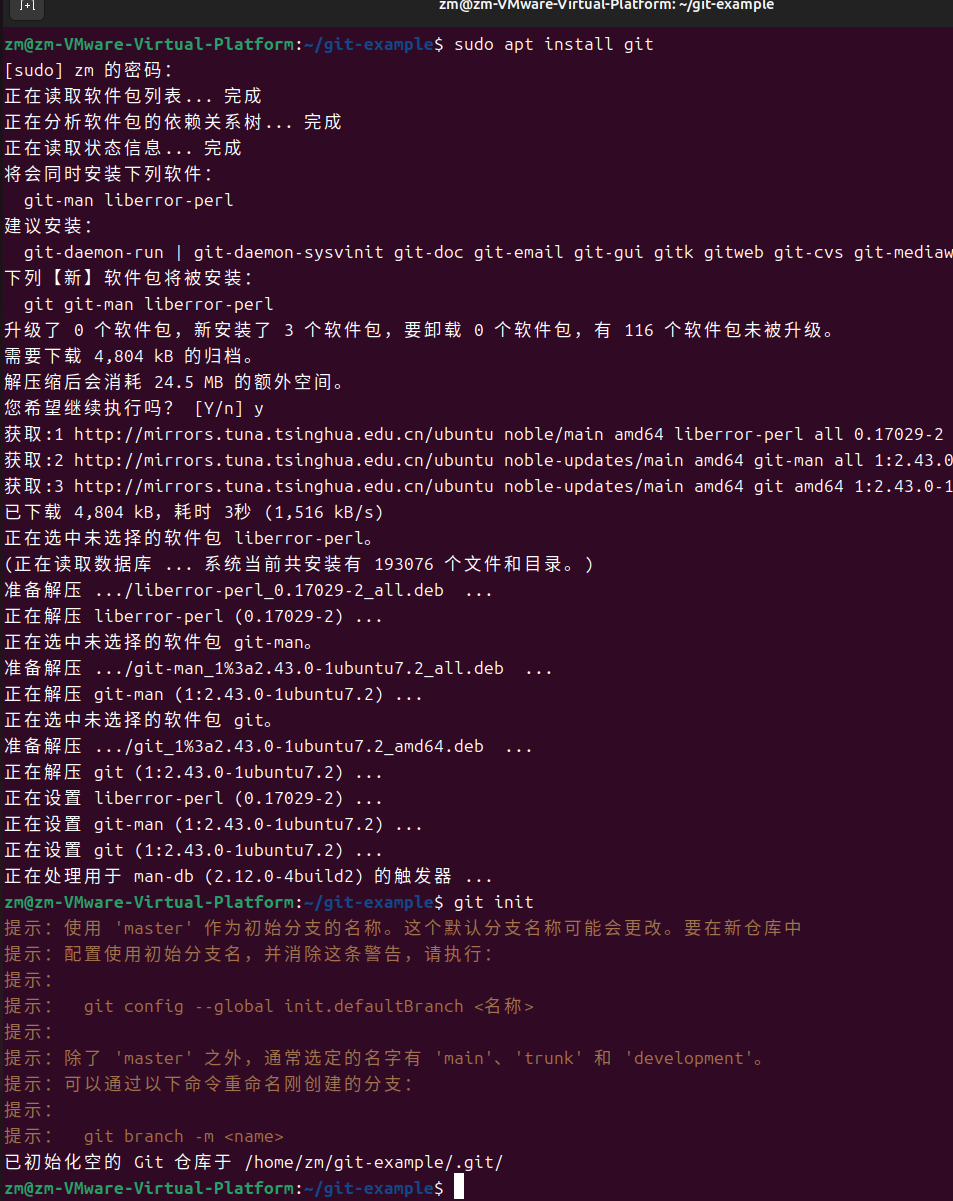 zm@zm-VMware-Virtual-Platform: ~/git-example
zm@zm-VMware-Virtual-Platform:~/git-example$ sudo apt install git
[sudo] zm 的密码：
正在读取软件包列表... 完成
正在分析软件包的依赖关系树... 完成
正在读取状态信息... 完成
将会同时安装下列软件：
  git-man liberror-perl
建议安装：
  git-daemon-run | git-daemon-sysvinit git-doc git-email git-gui gitk gitweb git-cvs git-mediaw
下列【新】软件包将被安装：
  git git-man liberror-perl
升级了 0 个软件包，新安装了 3 个软件包，要卸载 0 个软件包，有 116 个软件包未被升级。
需要下载 4,804 kB 的归档。
解压缩后会消耗 24.5 MB 的额外空间。
您希望继续执行吗？ [Y/n] y
获取:1 http://mirrors.tuna.tsinghua.edu.cn/ubuntu noble/main amd64 liberror-perl all 0.17029-2
获取:2 http://mirrors.tuna.tsinghua.edu.cn/ubuntu noble-updates/main amd64 git-man all 1:2.43.0
获取:3 http://mirrors.tuna.tsinghua.edu.cn/ubuntu noble-updates/main amd64 git amd64 1:2.43.0-1
已下载 4,804 kB，耗时 3秒 (1,516 kB/s)
正在选中未选择的软件包 liberror-perl。
(正在读取数据库 ... 系统当前共安装有 193076 个文件和目录。)
准备解压 .../liberror-perl_0.17029-2_all.deb  ...
正在解压 liberror-perl (0.17029-2) ...
正在选中未选择的软件包 git-man。
准备解压 .../git-man_1%3a2.43.0-1ubuntu7.2_all.deb  ...
正在解压 git-man (1:2.43.0-1ubuntu7.2) ...
正在选中未选择的软件包 git。
准备解压 .../git_1%3a2.43.0-1ubuntu7.2_amd64.deb  ...
正在解压 git (1:2.43.0-1ubuntu7.2) ...
正在设置 liberror-perl (0.17029-2) ...
正在设置 git-man (1:2.43.0-1ubuntu7.2) ...
正在设置 git (1:2.43.0-1ubuntu7.2) ...
正在处理用于 man-db (2.12.0-4build2) 的触发器 ...
zm@zm-VMware-Virtual-Platform:~/git-example$ git init
提示：使用 'master' 作为初始分支的名称。这个默认分支名称可能会更改。要在新仓库中
提示：配置使用初始分支名，并消除这条警告，请执行：
提示：
提示：  git config --global init.defaultBranch <名称>
提示：
提示：除了 'master' 之外，通常选定的名字有 'main'、'trunk' 和 'development'。
提示：可以通过以下命令重命名刚创建的分支：
提示：
提示：  git branch -m <name>
已初始化空的 Git 仓库于 /home/zm/git-example/.git/
zm@zm-VMware-Virtual-Platform:~/git-example$